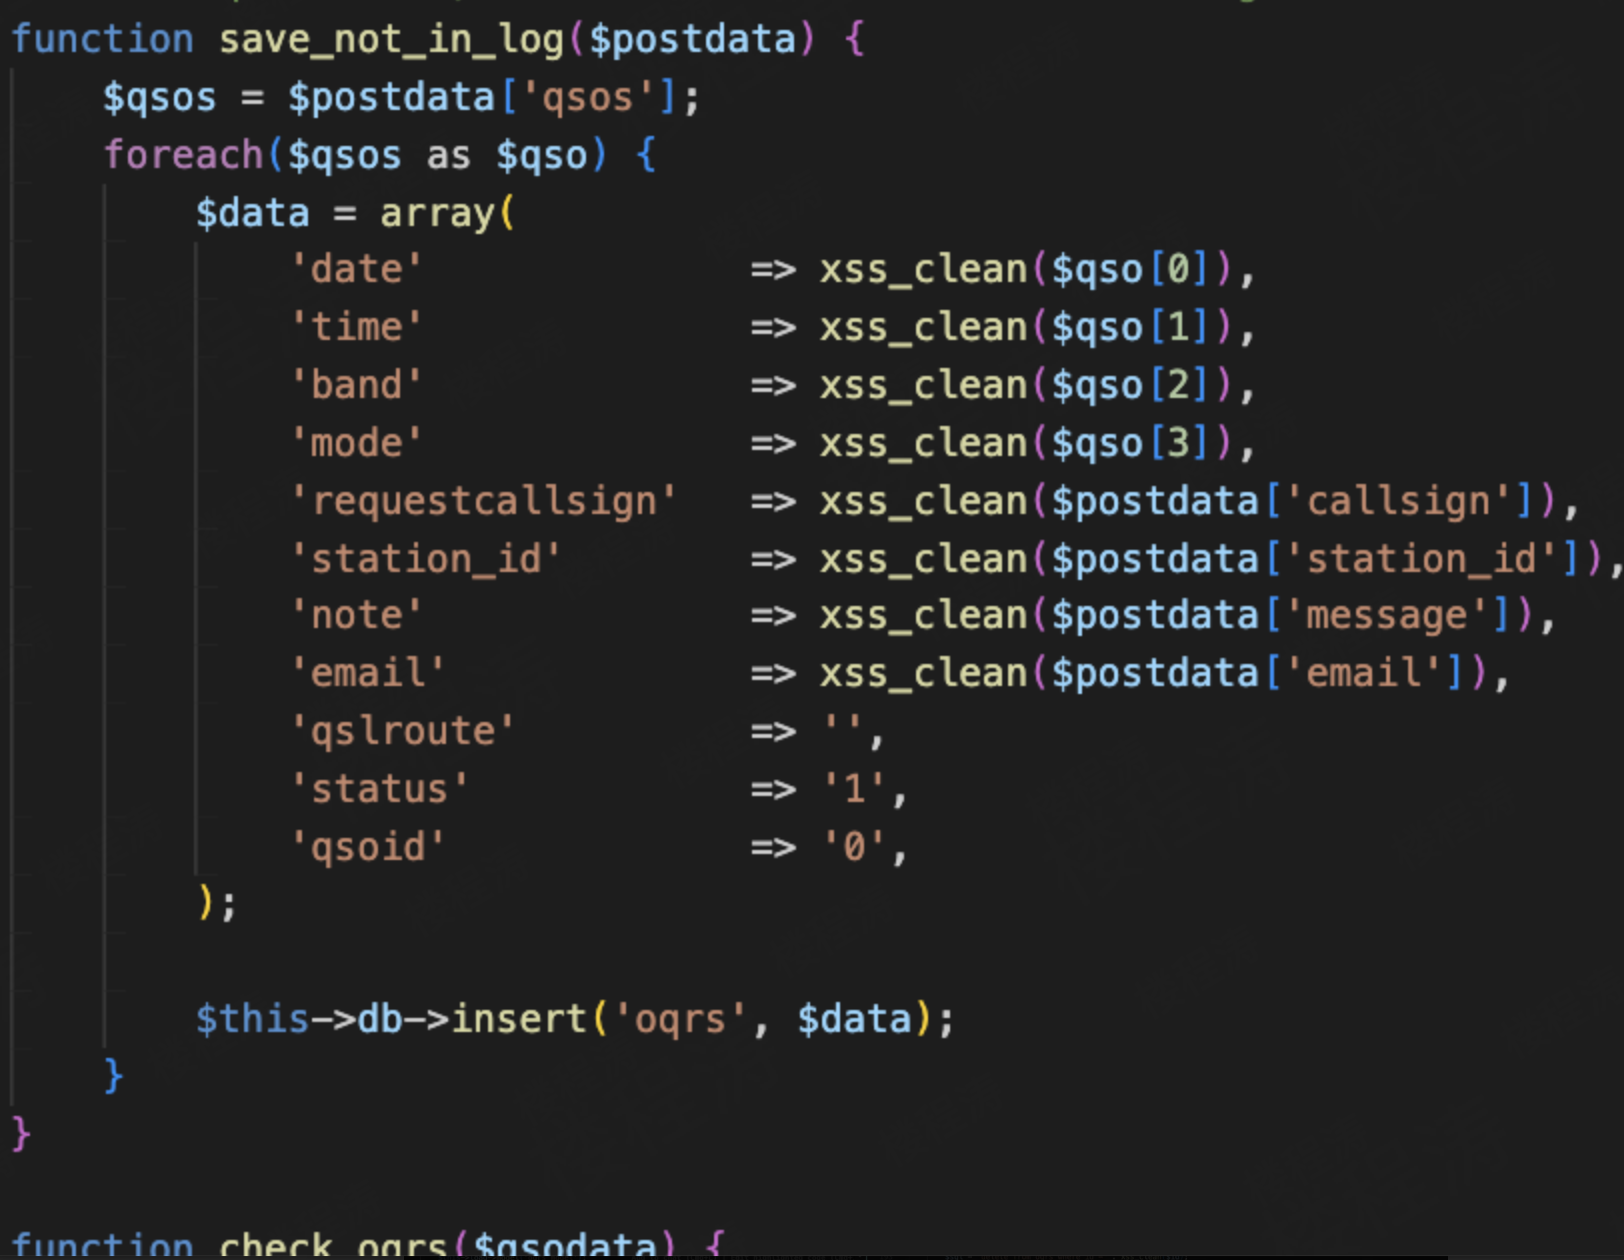 function save_not_in_log($postdata) {
    $qsos = $postdata['qsos'];
    foreach($qsos as $qso) {
        $data = array(
            'date'              => xss_clean($qso[0]),
            'time'              => xss_clean($qso[1]),
            'band'              => xss_clean($qso[2]),
            'mode'              => xss_clean($qso[3]),
            'requestcallsign'   => xss_clean($postdata['callsign']),
            'station_id'        => xss_clean($postdata['station_id']),
            'note'              => xss_clean($postdata['message']),
            'email'             => xss_clean($postdata['email']),
            'qslroute'          => '',
            'status'            => '1',
            'qsoid'             => '0',
        );

        $this->db->insert('oqrs', $data);
    }
}

function check_oqrs($qsodata) {